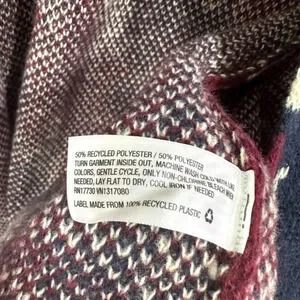 50% RECYCLED POLYESTER / 50% POLYESTER
TURN GARMENT INSIDE OUT, MACHINE WASH COLD WITH LIKE
COLORS, GENTLE CYCLE, ONLY NON-CHLORINE BLEACH WHEN
NEEDED, LAY FLAT TO DRY, COOL IRON IF NEEDED
RN17730 VN1317080
LABEL MADE FROM 100% RECYCLED PLASTIC